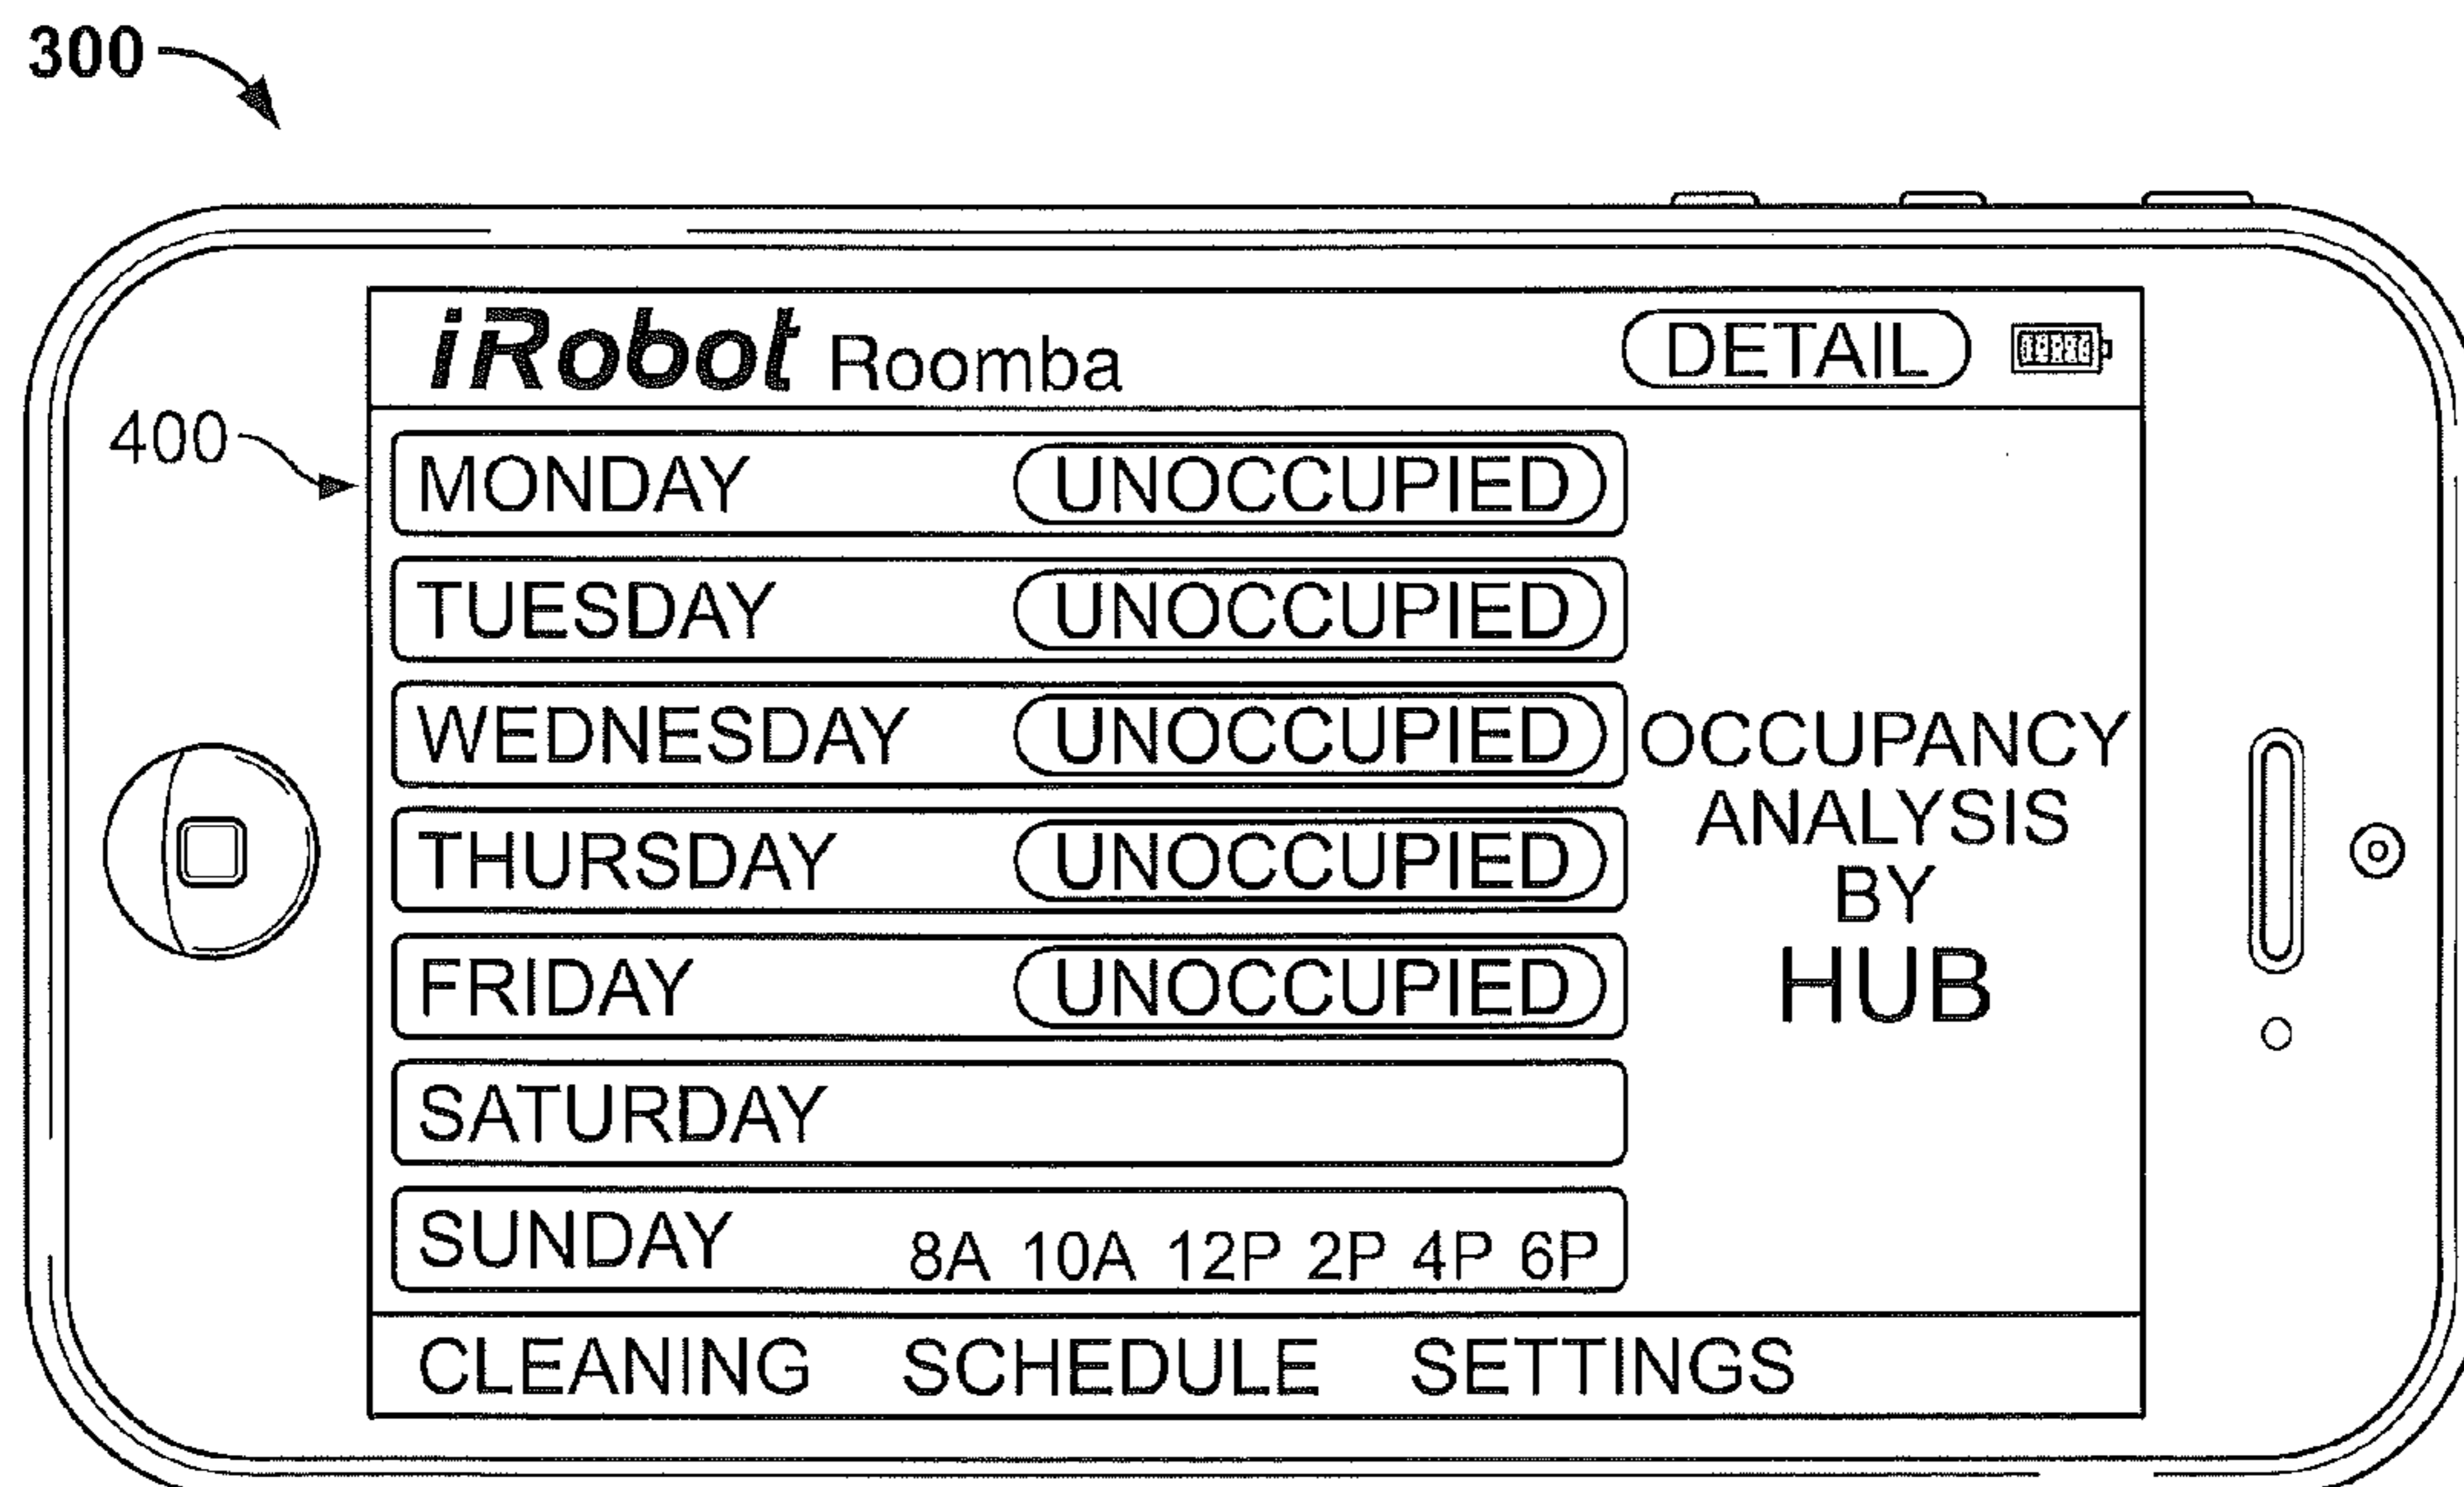 300
iRobot Roomba DETAIL
400
MONDAY UNOCCUPIED
TUESDAY UNOCCUPIED
WEDNESDAY UNOCCUPIED
THURSDAY UNOCCUPIED
FRIDAY UNOCCUPIED
SATURDAY
SUNDAY 8A 10A 12P 2P 4P 6P
OCCUPANCY
ANALYSIS
BY
HUB
CLEANING SCHEDULE SETTINGS